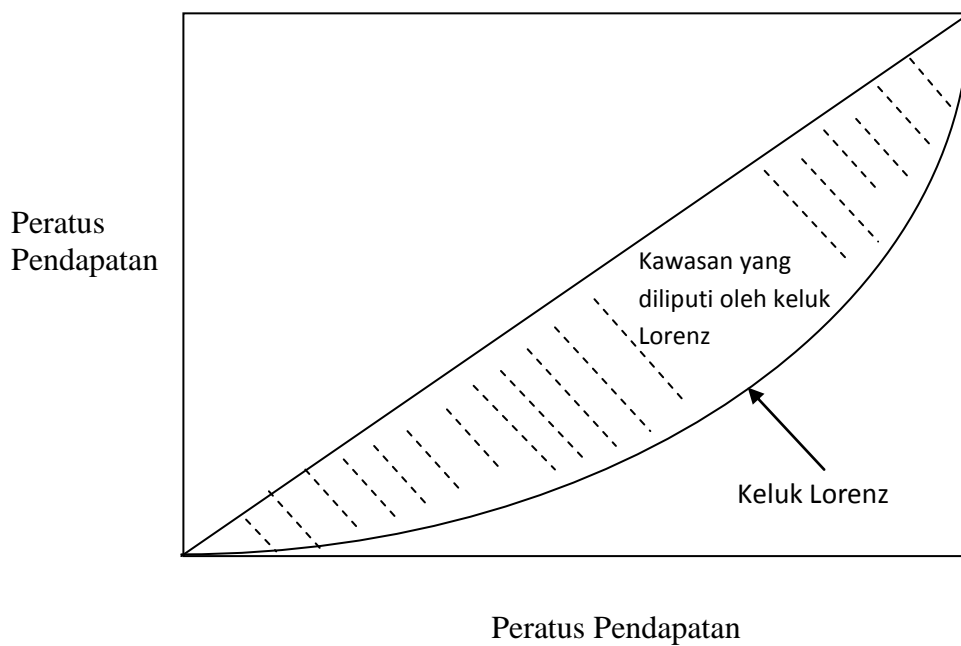 Peratus
Pendapatan
Kawasan yang
diliputi oleh keluk
Lorenz
Keluk Lorenz
Peratus Pendapatan